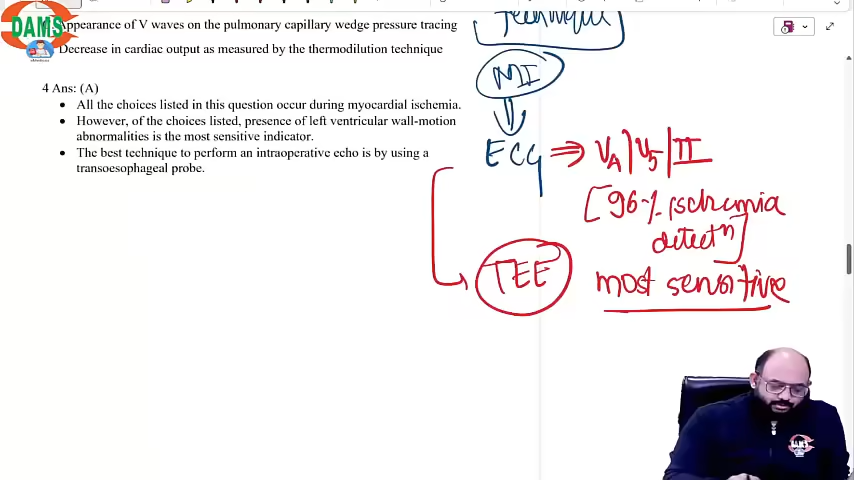 DAMS
Appearance of V waves on the pulmonary capillary wedge pressure tracing
Decrease in cardiac output as measured by the thermodilution technique
4 Ans: (A)
• All the choices listed in this question occur during myocardial ischemia.
• However, of the choices listed, presence of left ventricular wall-motion
abnormalities is the most sensitive indicator.
• The best technique to perform an intraoperative echo is by using a
transoesophageal probe.
Technique
MI
ECG ⇒ V4 | V5 | II
[96% ischemia
detectⁿ]
TEE most sensitive
DAMS